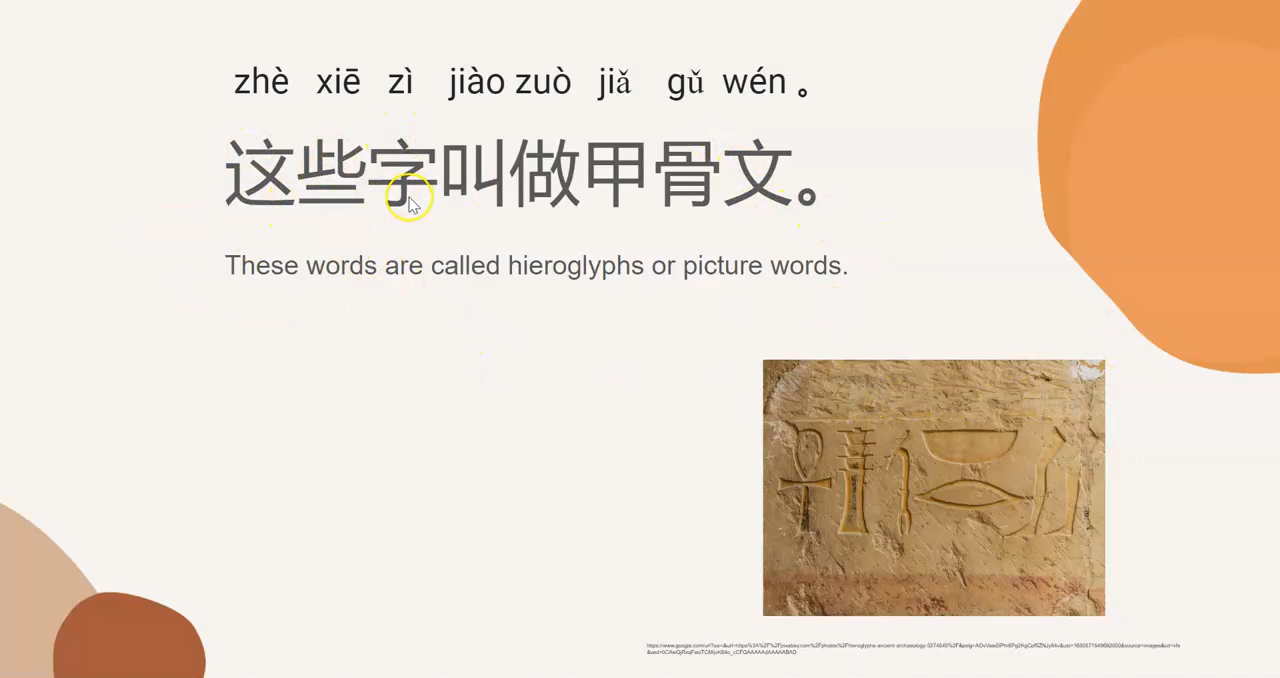 zhè xiē zì jiào zuò jiǎ gǔ wén 。
这些字叫做甲骨文。
These words are called hieroglyphs or picture words.